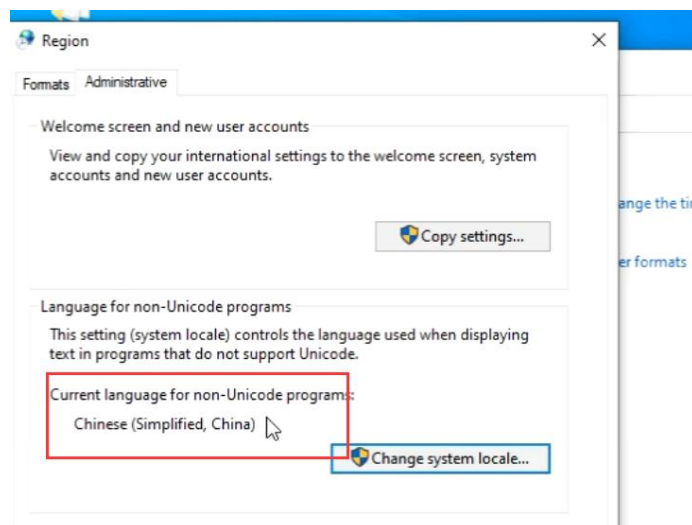 Region
Formats Administrative
Welcome screen and new user accounts
View and copy your international settings to the welcome screen, system
accounts and new user accounts.
ange the
Copy settings...
er formats
Language for non-Unicode programs
This setting (system locale) controls the language used when displaying
text in programs that do not support Unicode.
Current language for non-Unicode programs:
Chinese (Simplified, China)
Change system locale...